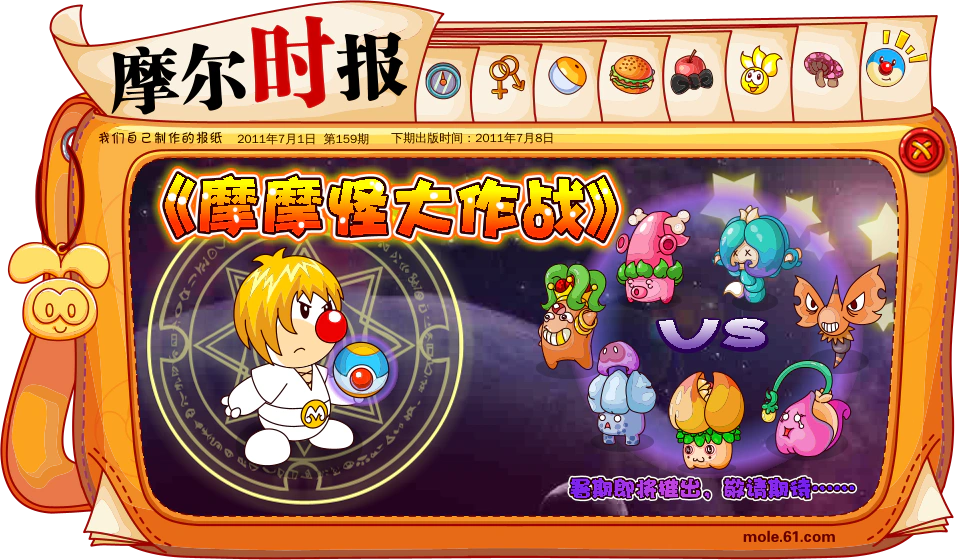 摩尔时报
我们自己制作的报纸 2011年7月1日 第159期 下期出版时间：2011年7月8日
《摩摩怪大作战》
VS
M
暑期即将推出，敬请期待……
mole.61.com